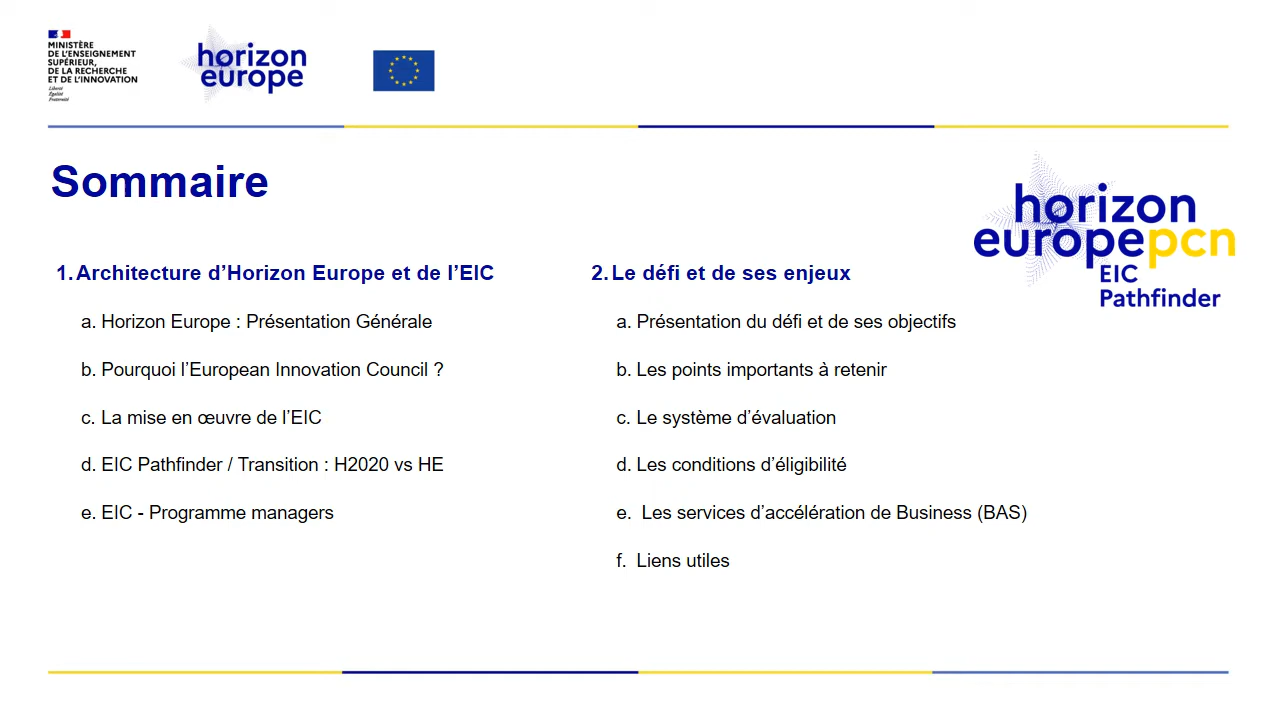 MINISTÈRE
DE L'ENSEIGNEMENT
SUPÉRIEUR,
DE LA RECHERCHE
ET DE L'INNOVATION
Liberté
Égalité
Fraternité
horizon
europe
Sommaire
horizon
europepcn
EIC
Pathfinder
1. Architecture d’Horizon Europe et de l’EIC
a. Horizon Europe : Présentation Générale
b. Pourquoi l’European Innovation Council ?
c. La mise en œuvre de l’EIC
d. EIC Pathfinder / Transition : H2020 vs HE
e. EIC - Programme managers
2. Le défi et de ses enjeux
a. Présentation du défi et de ses objectifs
b. Les points importants à retenir
c. Le système d’évaluation
d. Les conditions d’éligibilité
e. Les services d’accélération de Business (BAS)
f. Liens utiles